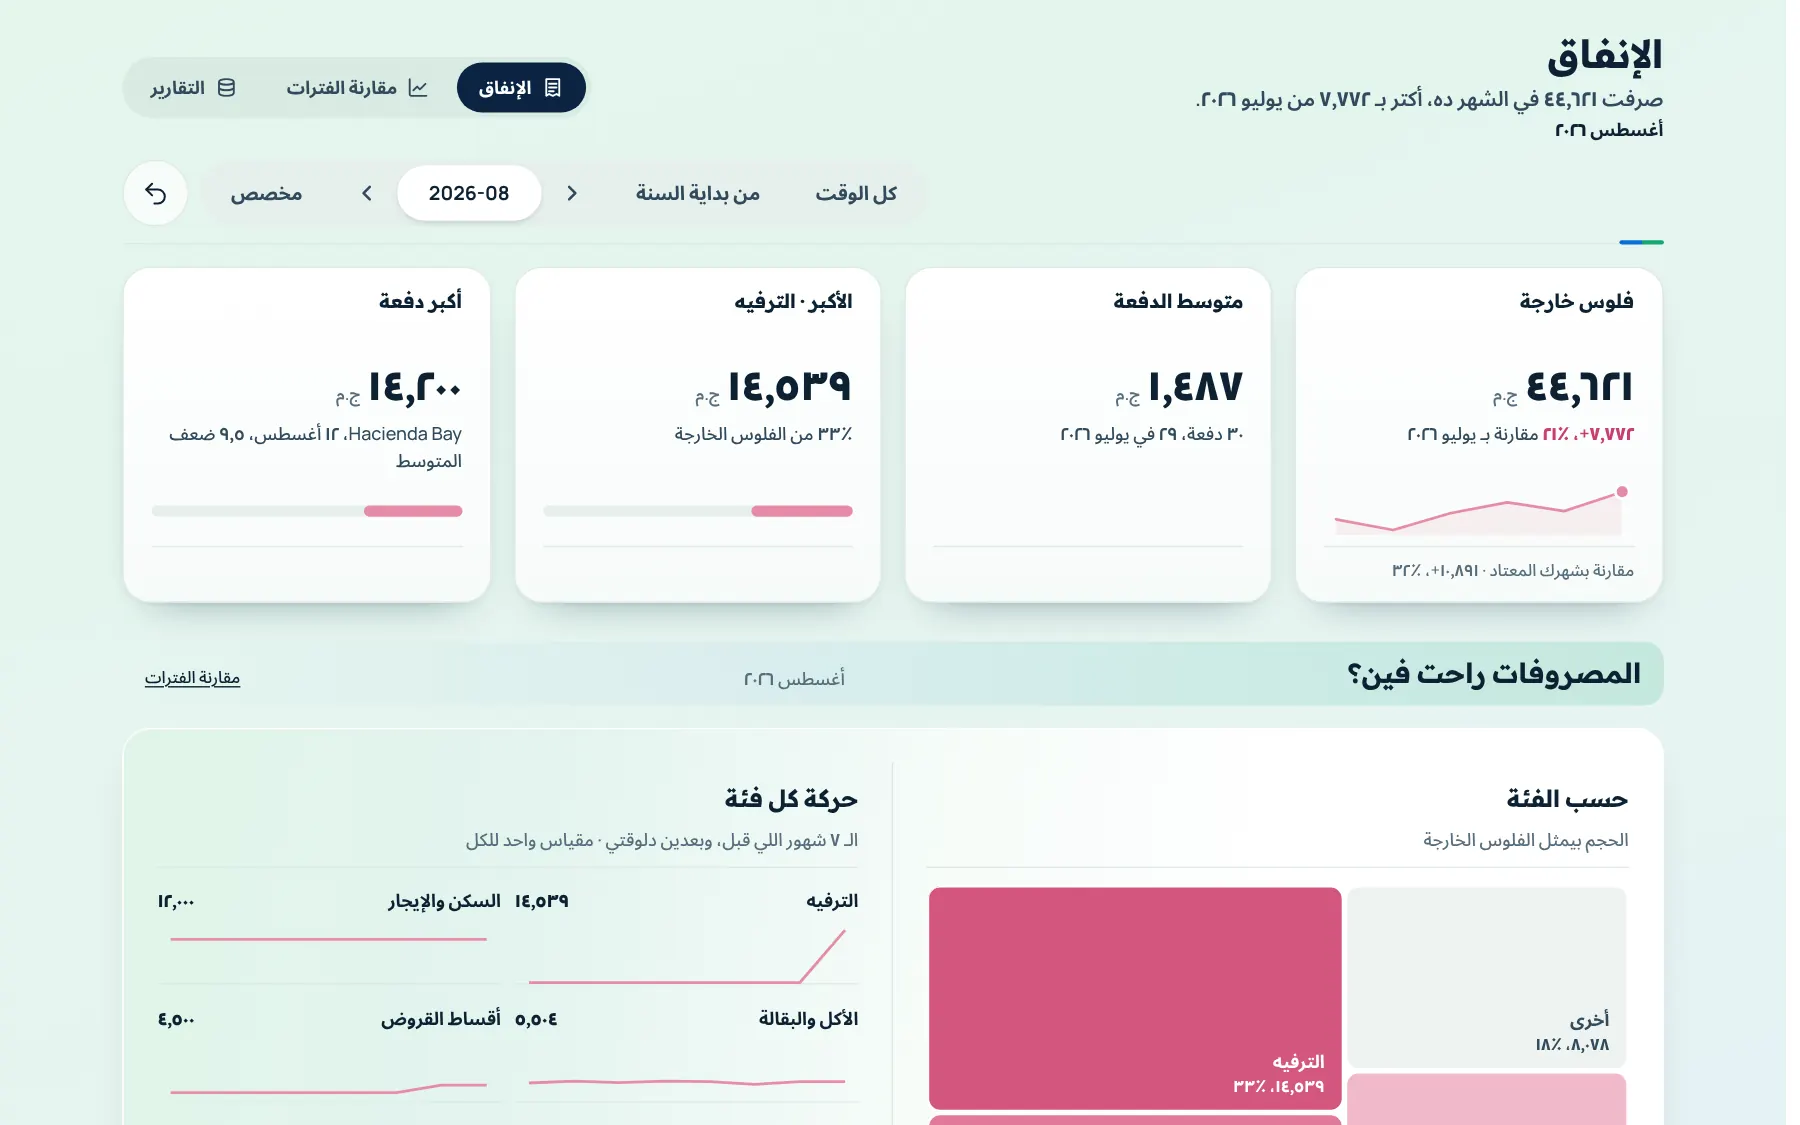 الإنفاق
صرفت ٤٤,٦٢١ في الشهر ده، أكتر بـ ٧,٧٧٢ من يوليو ٢٠٢٦.
أغسطس ٢٠٢٦
الإنفاق
مقارنة الفترات
التقارير
كل الوقت
من بداية السنة
2026-08
مخصص
فلوس خارجة
٤٤,٦٢١ ج.م
+٧,٧٧٢، ٢١٪ مقارنة بـ يوليو ٢٠٢٦
مقارنة بشهرك المعتاد · +١٠,٨٩١، ٣٢٪
متوسط الدفعة
١,٤٨٧ ج.م
٣٠ دفعة، ٢٩ في يوليو ٢٠٢٦
الأكبر · الترفيه
١٤,٥٣٩ ج.م
٣٣٪ من الفلوس الخارجة
أكبر دفعة
١٤,٢٠٠ ج.م
Hacienda Bay، ١٢ أغسطس، ٩,٥ ضعف
المتوسط
المصروفات راحت فين؟
أغسطس ٢٠٢٦
مقارنة الفترات
حسب الفئة
الحجم بيمثل الفلوس الخارجة
أخرى
٨,٠٧٨، ١٨٪
الترفيه
١٤,٥٣٩، ٣٣٪
حركة كل فئة
الـ ٧ شهور اللي قبل، وبعدين دلوقتي · مقياس واحد للكل
الترفيه ١٤,٥٣٩
السكن والإيجار ١٢,٠٠٠
الأكل والبقالة ٥,٥٠٤
أقساط القروض ٤,٥٠٠